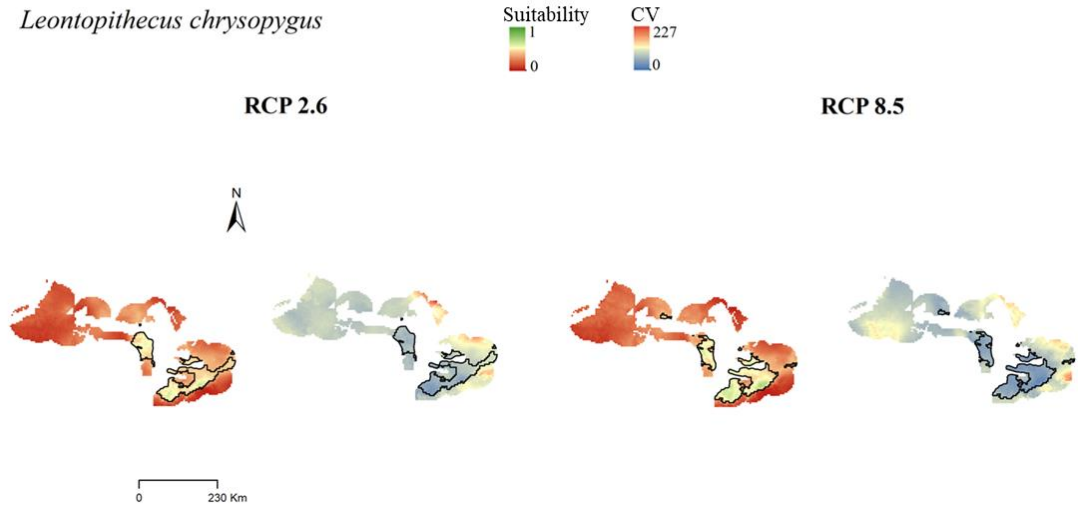 Leontopithecus chrysopygus
Suitability
1
0
CV
227
0
RCP 2.6
RCP 8.5
N
0 230 Km